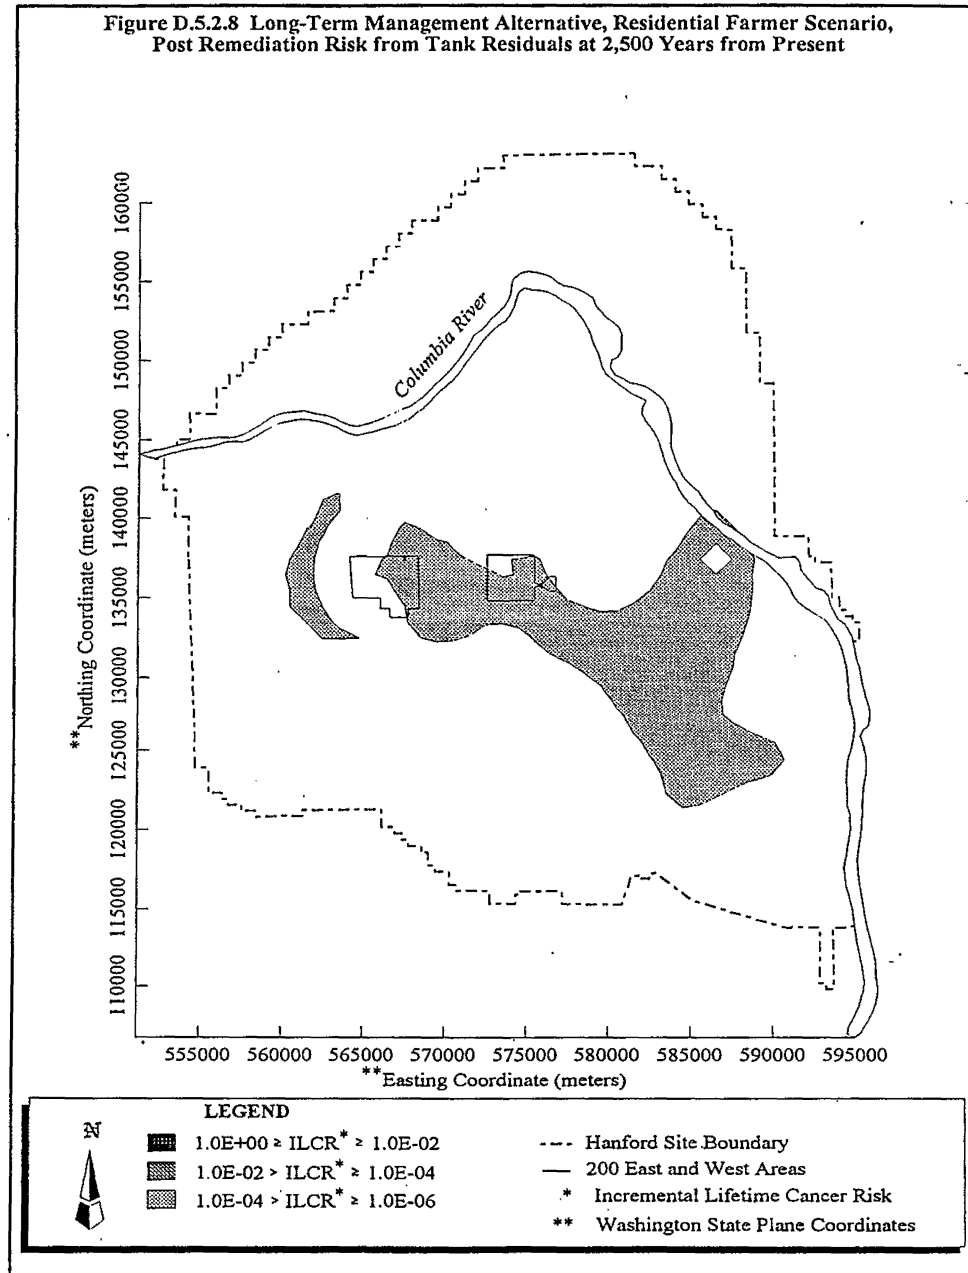 Figure D.5.2.8 Long-Term Management Alternative, Residential Farmer Scenario,
Post Remediation Risk from Tank Residuals at 2,500 Years from Present
Columbia River
**Northing Coordinate (meters)
160000
155000
150000
145000
140000
135000
130000
125000
120000
115000
110000
555000 560000 565000 570000 575000 580000 585000 590000 595000
**Easting Coordinate (meters)
LEGEND
N
1.0E+00 ≥ ILCR* ≥ 1.0E-02
1.0E-02 > ILCR* ≥ 1.0E-04
1.0E-04 > ILCR* ≥ 1.0E-06
Hanford Site Boundary
200 East and West Areas
* Incremental Lifetime Cancer Risk
** Washington State Plane Coordinates